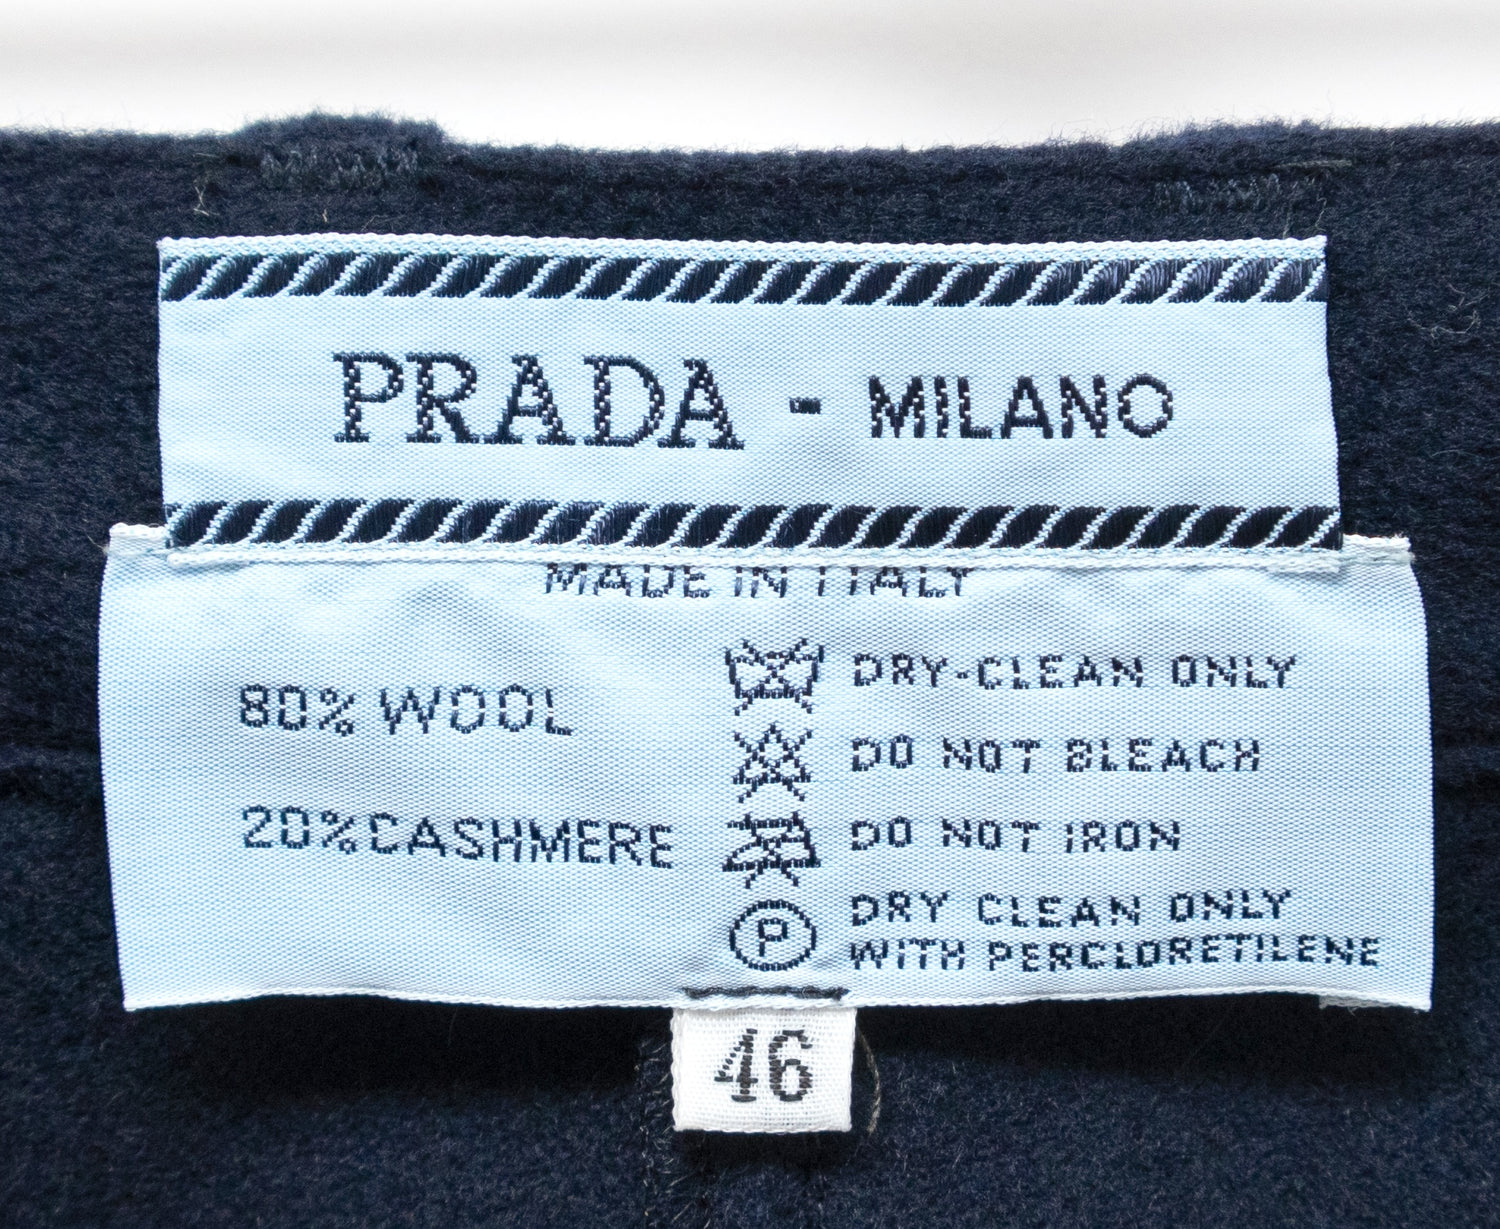 PRADA - MILANO
MADE IN ITALY
80% WOOL
20% CASHMERE
DRY-CLEAN ONLY
DO NOT BLEACH
DO NOT IRON
P
DRY CLEAN ONLY
WITH PERCLORETILENE
46